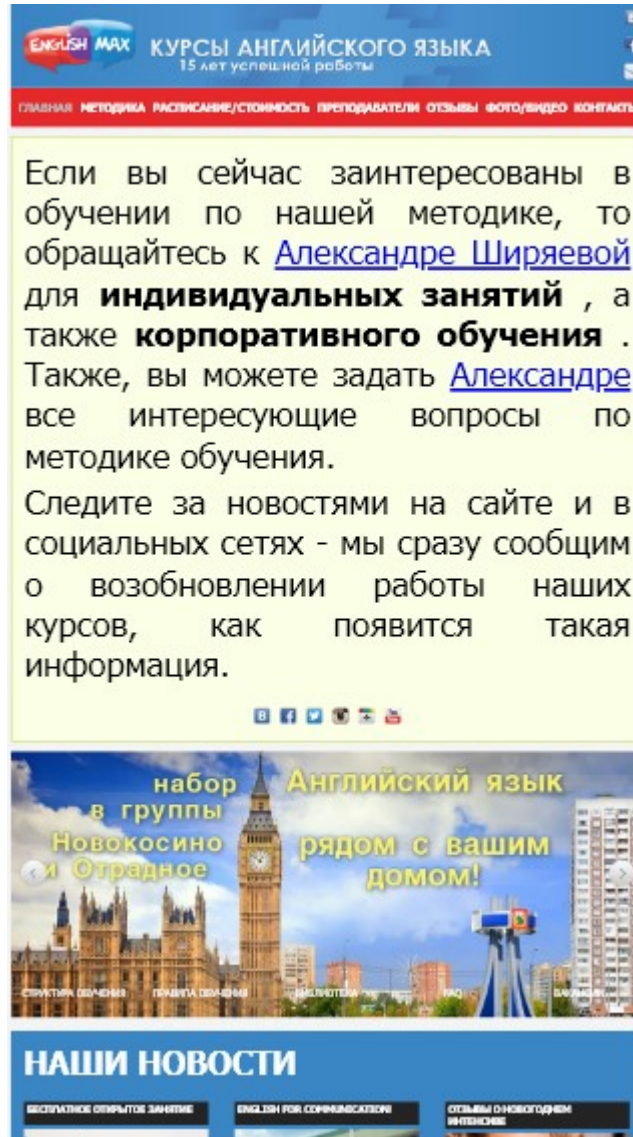 ENGLISH MAX
КУРСЫ АНГЛИЙСКОГО ЯЗЫКА
15 лет успешной работы
ГЛАВНАЯ МЕТОДИКА РАСПИСАНИЕ/СТОИМОСТЬ ПРЕПОДАВАТЕЛИ ОТЗЫВЫ ФОТО/ВИДЕО КОНТАКТЫ
Если вы сейчас заинтересованы в
обучении по нашей методике, то
обращайтесь к Александре Ширяевой
для индивидуальных занятий , а
также корпоративного обучения .
Также, вы можете задать Александре
все интересующие вопросы по
методике обучения.
Следите за новостями на сайте и в
социальных сетях - мы сразу сообщим
о возобновлении работы наших
курсов, как появится такая
информация.
набор
в группы
Новокосино
и Отрадное
Английский язык
рядом с вашим
домом!
СТРУКТУРА ОБУЧЕНИЯ ПРАВИЛА ОБУЧЕНИЯ БИБЛИОТЕКА FAQ ВАКАНСИИ
НАШИ НОВОСТИ
БЕСПЛАТНОЕ ОТКРЫТОЕ ЗАНЯТИЕ
ENGLISH FOR COMMUNICATION!
ОТЗЫВЫ О НОВОГОДНЕМ
ИНТЕНСИВЕ